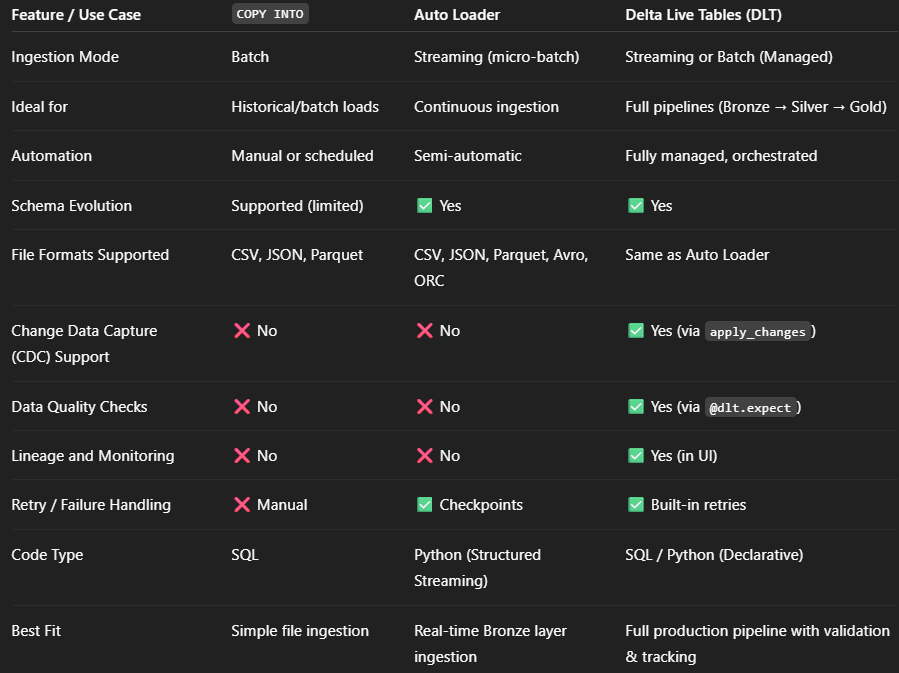 Feature / Use Case COPY INTO Auto Loader Delta Live Tables (DLT)
Ingestion Mode Batch Streaming (micro-batch) Streaming or Batch (Managed)
Ideal for Historical/batch loads Continuous ingestion Full pipelines (Bronze → Silver → Gold)
Automation Manual or scheduled Semi-automatic Fully managed, orchestrated
Schema Evolution Supported (limited) ✅ Yes ✅ Yes
File Formats Supported CSV, JSON, Parquet CSV, JSON, Parquet, Avro, Same as Auto Loader
ORC
Change Data Capture ❌ No ❌ No ✅ Yes (via apply_changes)
(CDC) Support
Data Quality Checks ❌ No ❌ No ✅ Yes (via @dlt.expect)
Lineage and Monitoring ❌ No ❌ No ✅ Yes (in UI)
Retry / Failure Handling ❌ Manual ✅ Checkpoints ✅ Built-in retries
Code Type SQL Python (Structured SQL / Python (Declarative)
Streaming)
Best Fit Simple file ingestion Real-time Bronze layer Full production pipeline with validation
ingestion & tracking